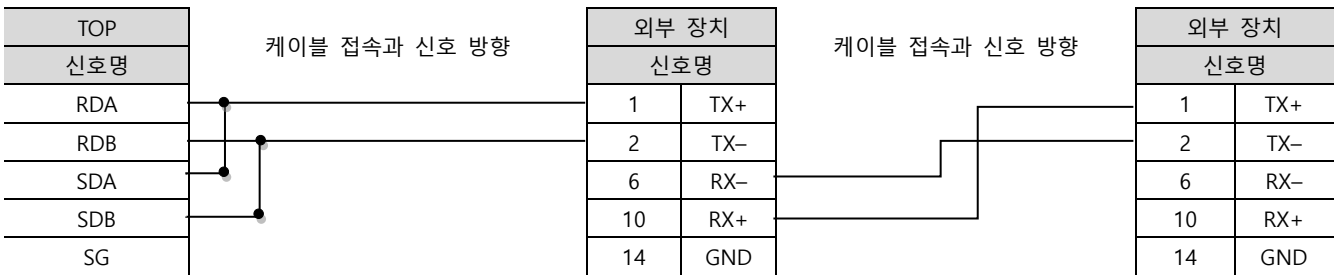 TOP 케이블 접속과 신호 방향 외부 장치 케이블 접속과 신호 방향 외부 장치
신호명 신호명 신호명
RDA 1 TX+ 1 TX+
RDB 2 TX– 2 TX–
SDA 6 RX– 6 RX–
SDB 10 RX+ 10 RX+
SG 14 GND 14 GND